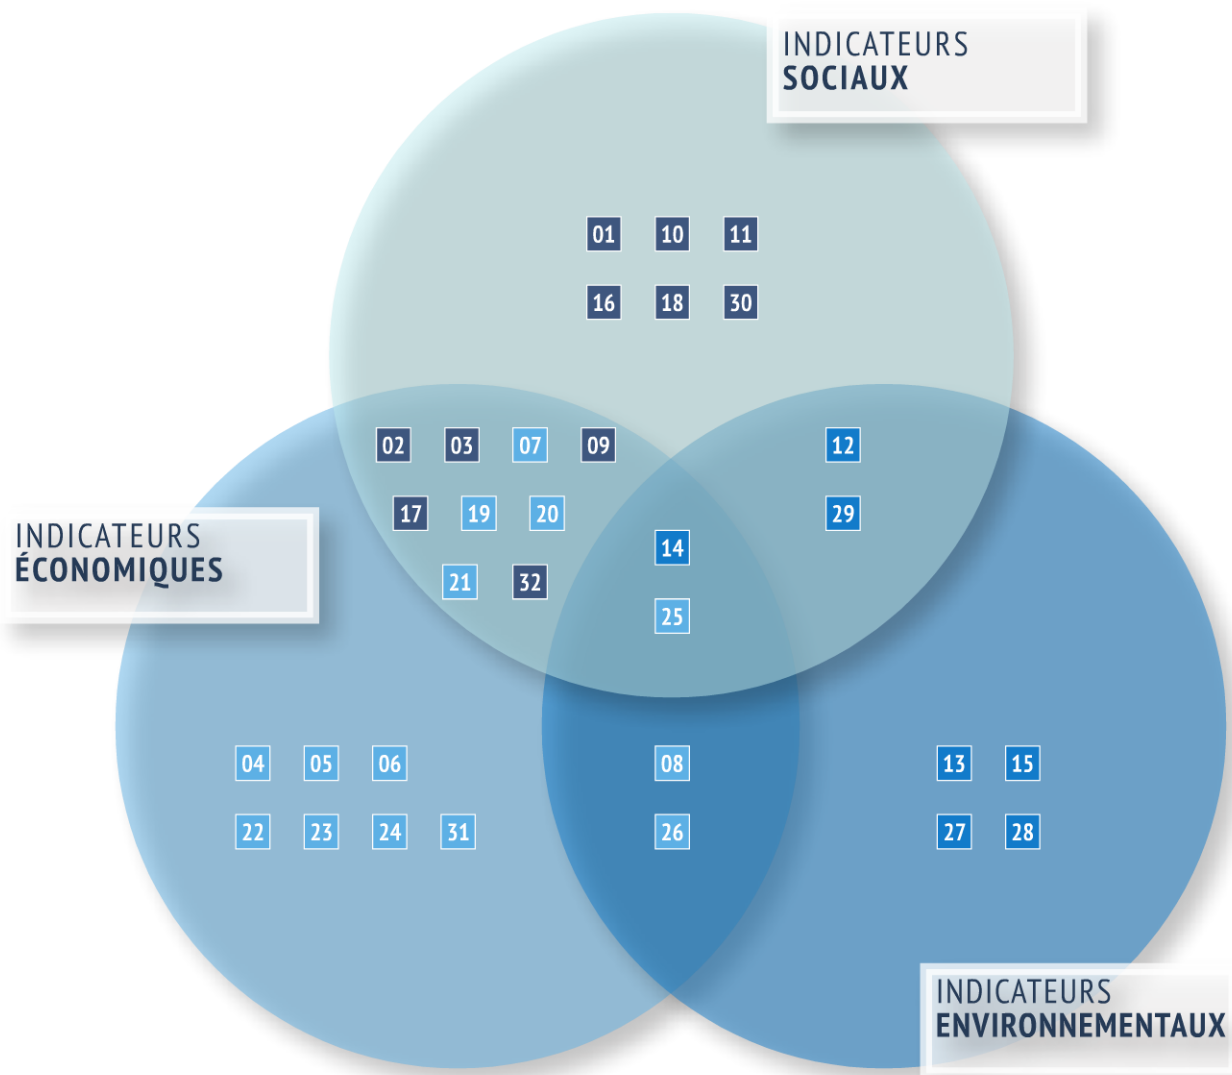 INDICATEURS
SOCIAUX
01 10 11
16 18 30
02 03 07 09
12
17 19 20
29
INDICATEURS
ÉCONOMIQUES
14
21 32
25
04 05 06
08
13 15
22 23 24 31
26
27 28
INDICATEURS
ENVIRONNEMENTAUX